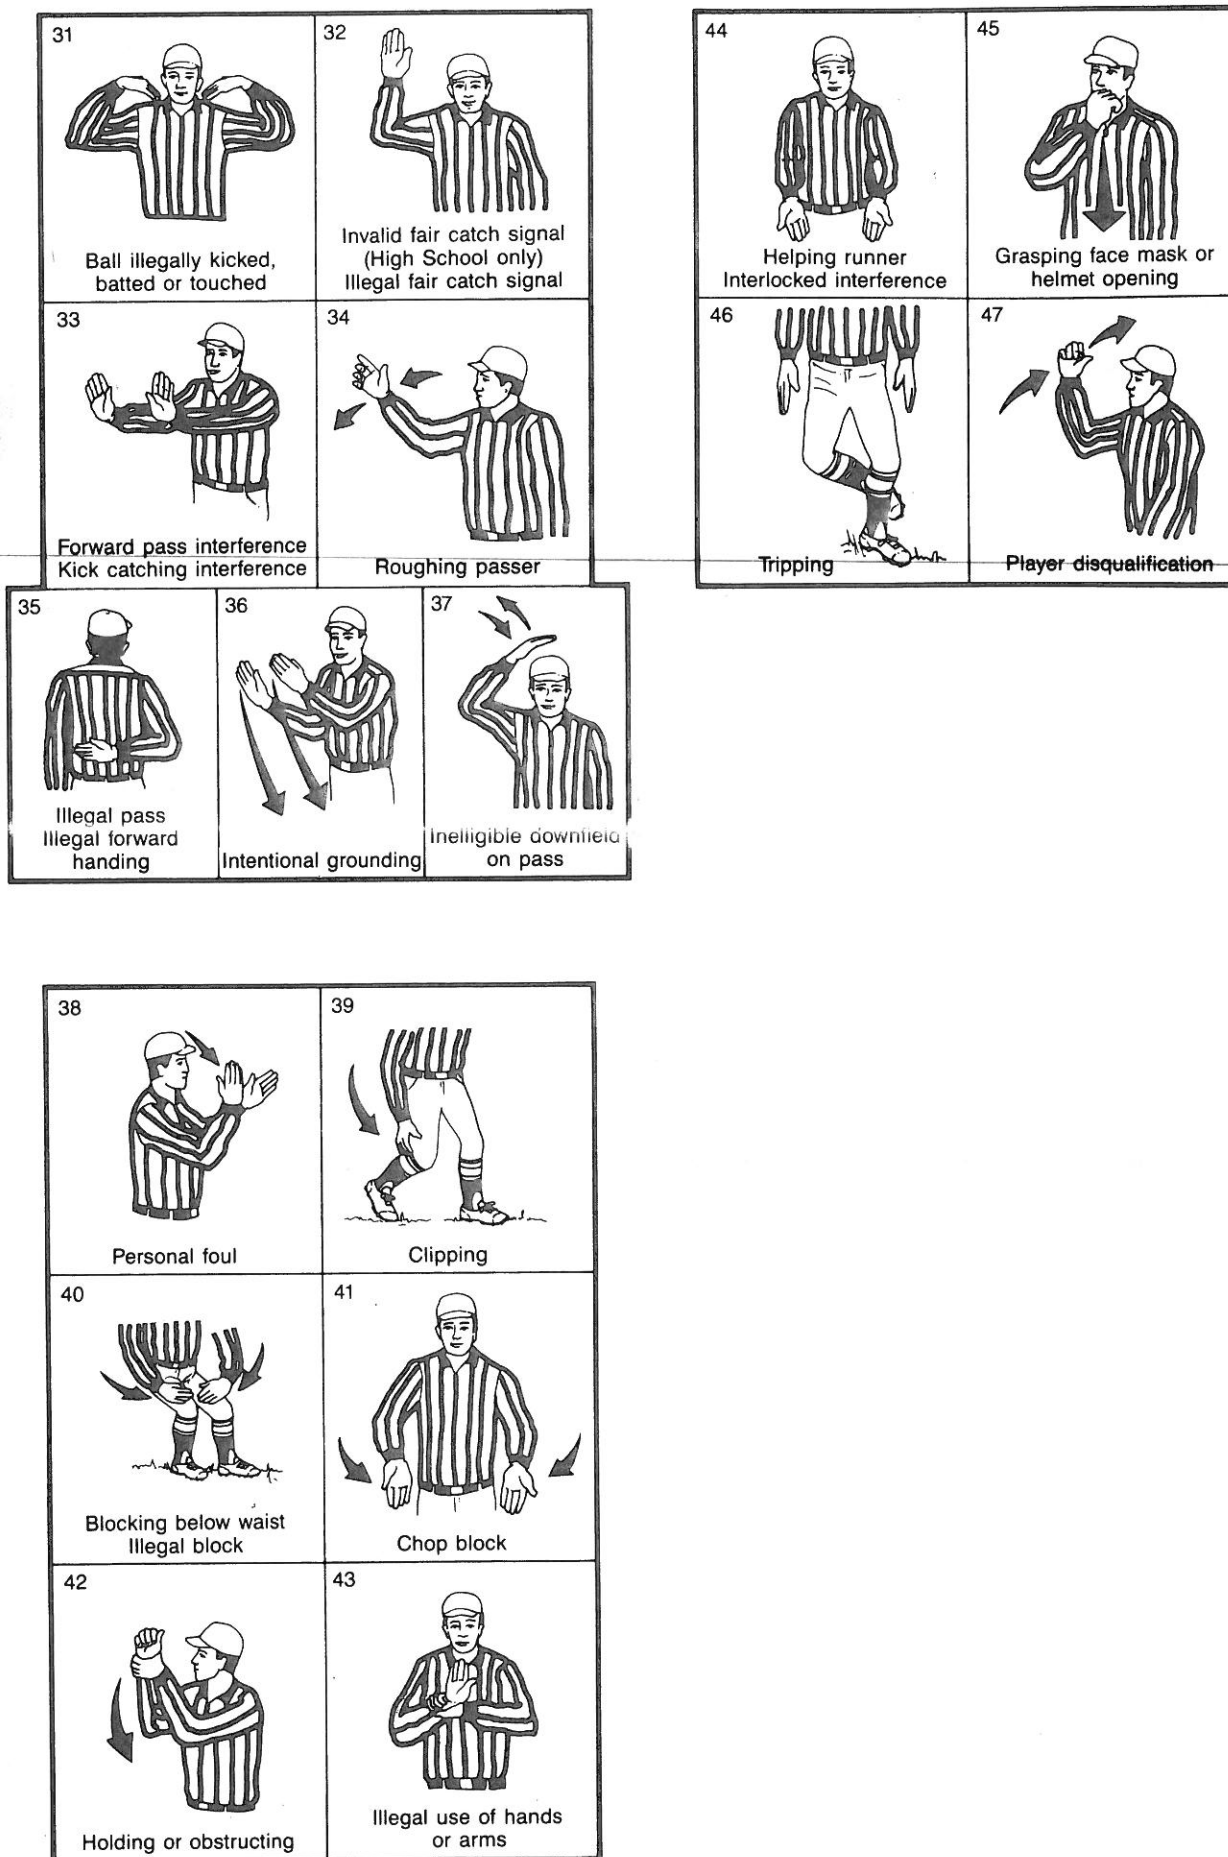 31
Ball illegally kicked,
batted or touched
32
Invalid fair catch signal
(High School only)
Illegal fair catch signal
33
Forward pass interference
Kick catching interference
34
Roughing passer
35
Illegal pass
Illegal forward
handing
36
Intentional grounding
37
Inelligible downfield
on pass
38
Personal foul
39
Clipping
40
Blocking below waist
Illegal block
41
Chop block
42
Holding or obstructing
43
Illegal use of hands
or arms
44
Helping runner
Interlocked interference
45
Grasping face mask or
helmet opening
46
Tripping
47
Player disqualification